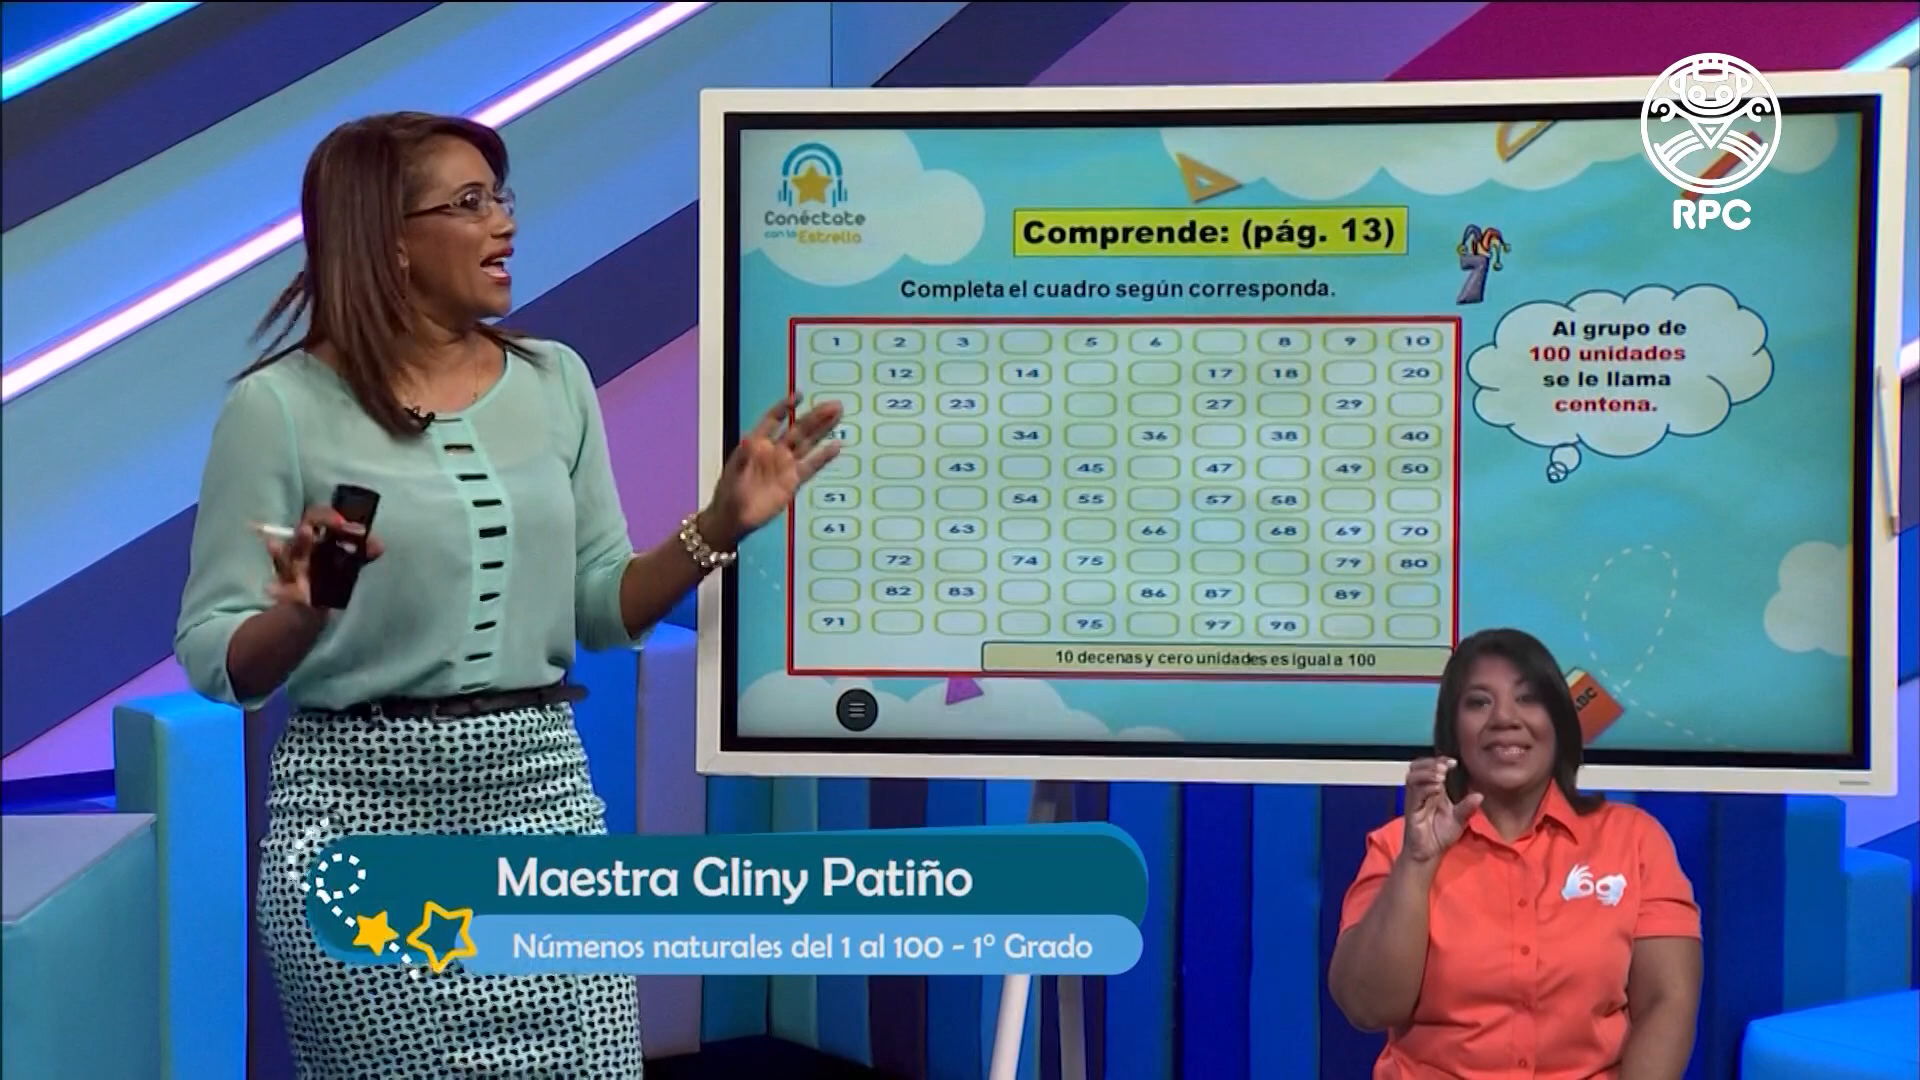 RPC
Conéctate
con la Estrella
Comprende: (pág. 13)
7
Completa el cuadro según corresponda.
Al grupo de
100 unidades
se le llama
centena.
1 2 3 5 6 8 9 10
12 14 17 18 20
22 23 27 29
31 34 36 38 40
43 45 47 49 50
51 54 55 57 58
61 63 66 68 69 70
72 74 75 79 80
82 83 86 87 89
91 95 97 98
10 decenas y cero unidades es igual a 100
ABC
Maestra Gliny Patiño
Númenos naturales del 1 al 100 - 1° Grado